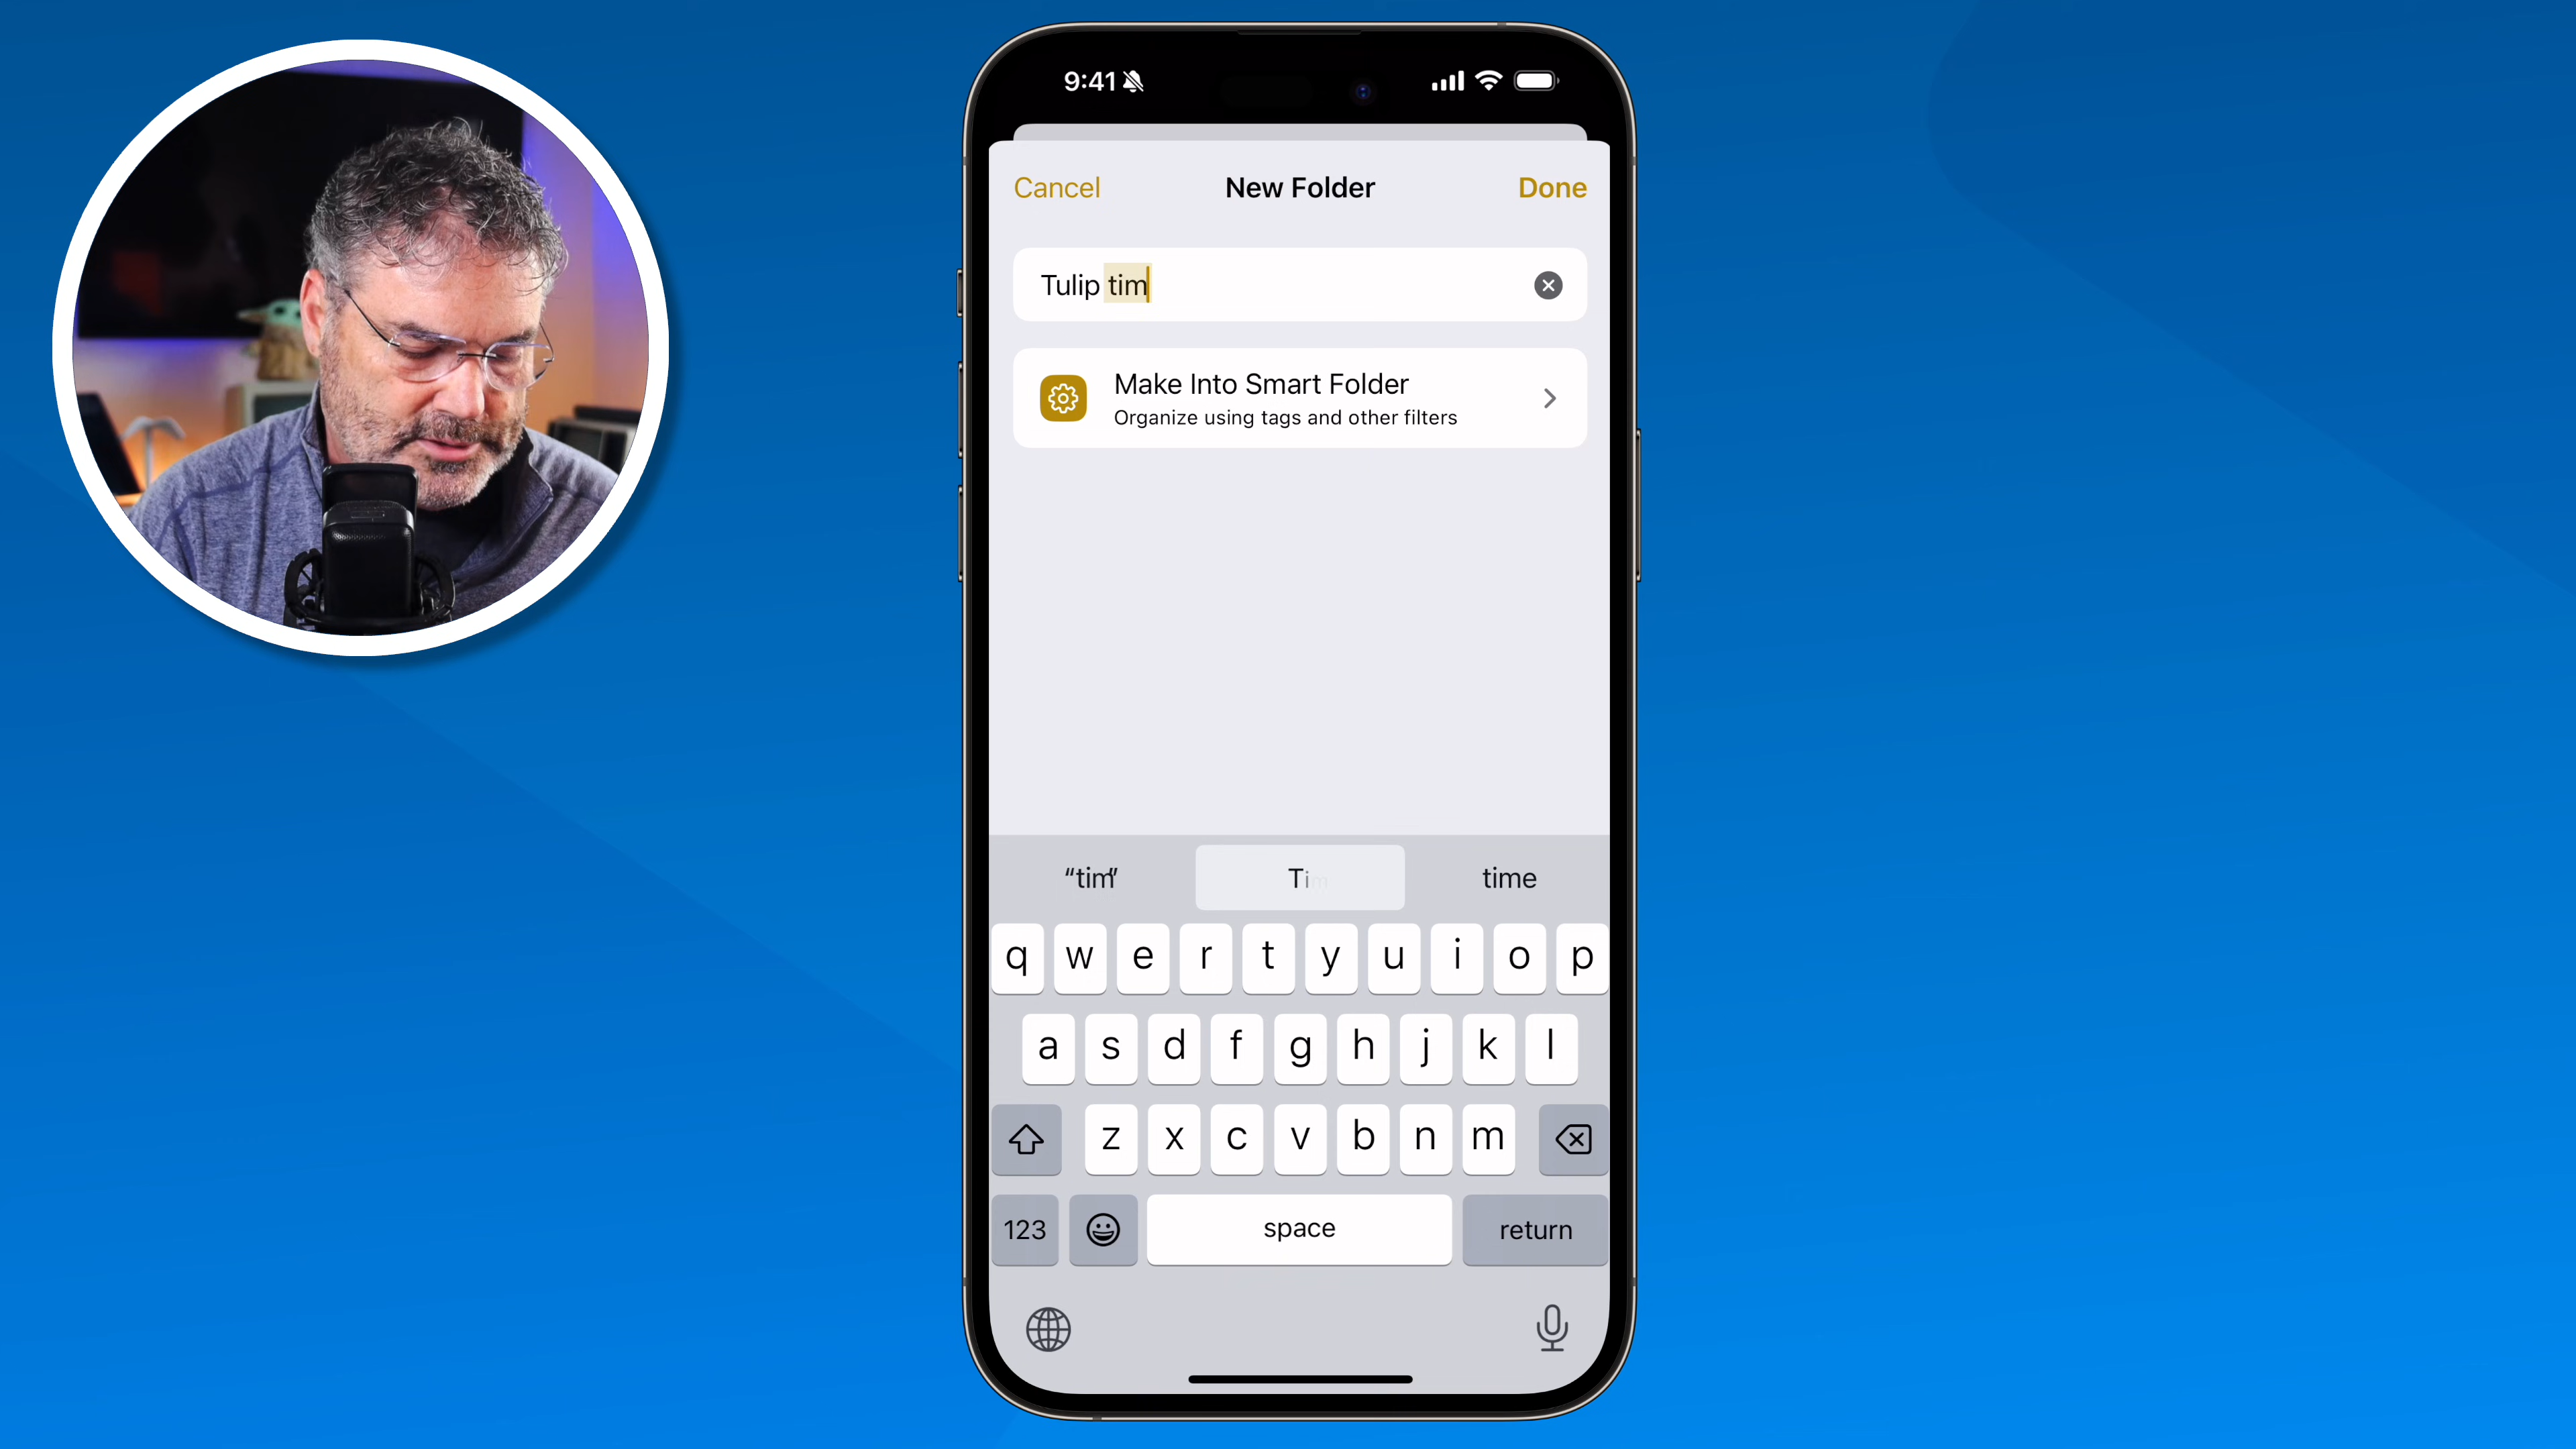 9:41
Cancel New Folder Done
Tulip tim
Make Into Smart Folder
Organize using tags and other filters
“tim” Tim time
q w e r t y u i o p
a s d f g h j k l
z x c v b n m
123 space return